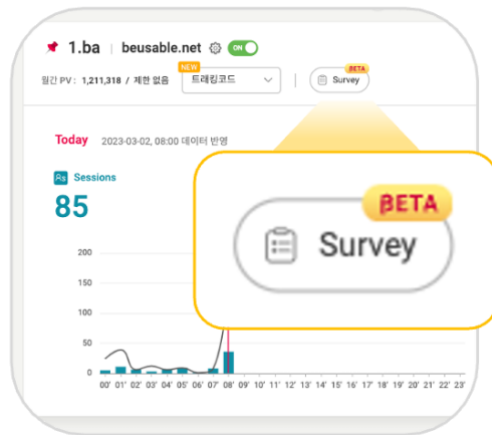 1.ba | beusable.net ON
NEW
BETA
월간 PV : 1,211,318 / 제한 없음 트래킹코드 | Survey
Today 2023-03-02, 08:00 데이터 반영
Rs Sessions
85
BETA
Survey
200
150
100
50
0
00' 01' 02' 03' 04' 05' 06' 07' 08' 09' 10' 11' 12' 13' 14' 15' 16' 17' 18' 19' 20' 21' 22' 23'